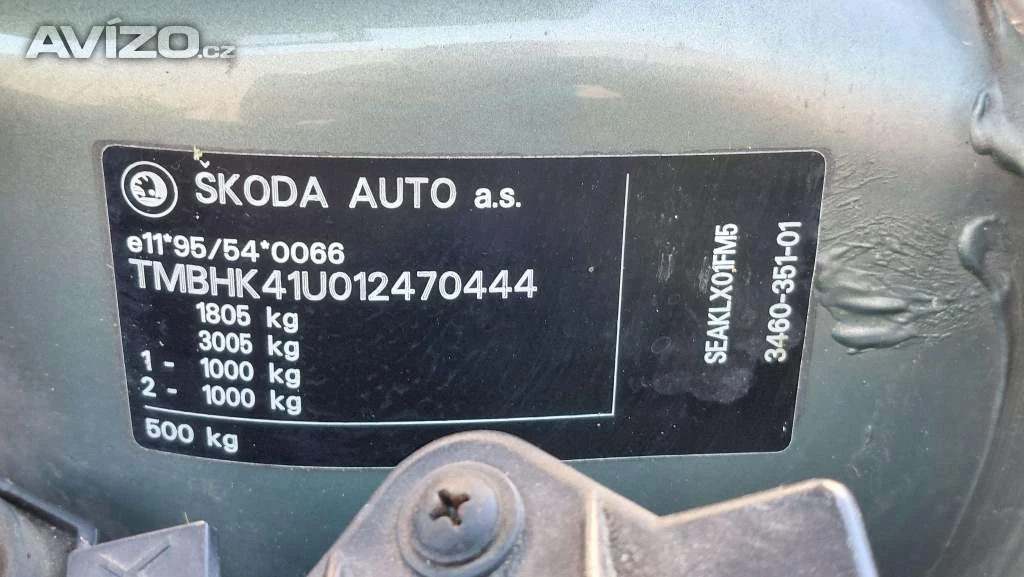 AVÍZO.cz
ŠKODA AUTO a.s.
e11*95/54*0066
TMBHK41U012470444
1805 kg
3005 kg
1 - 1000 kg
2 - 1000 kg
500 kg
SEAKLX01FM5
3460-351-01